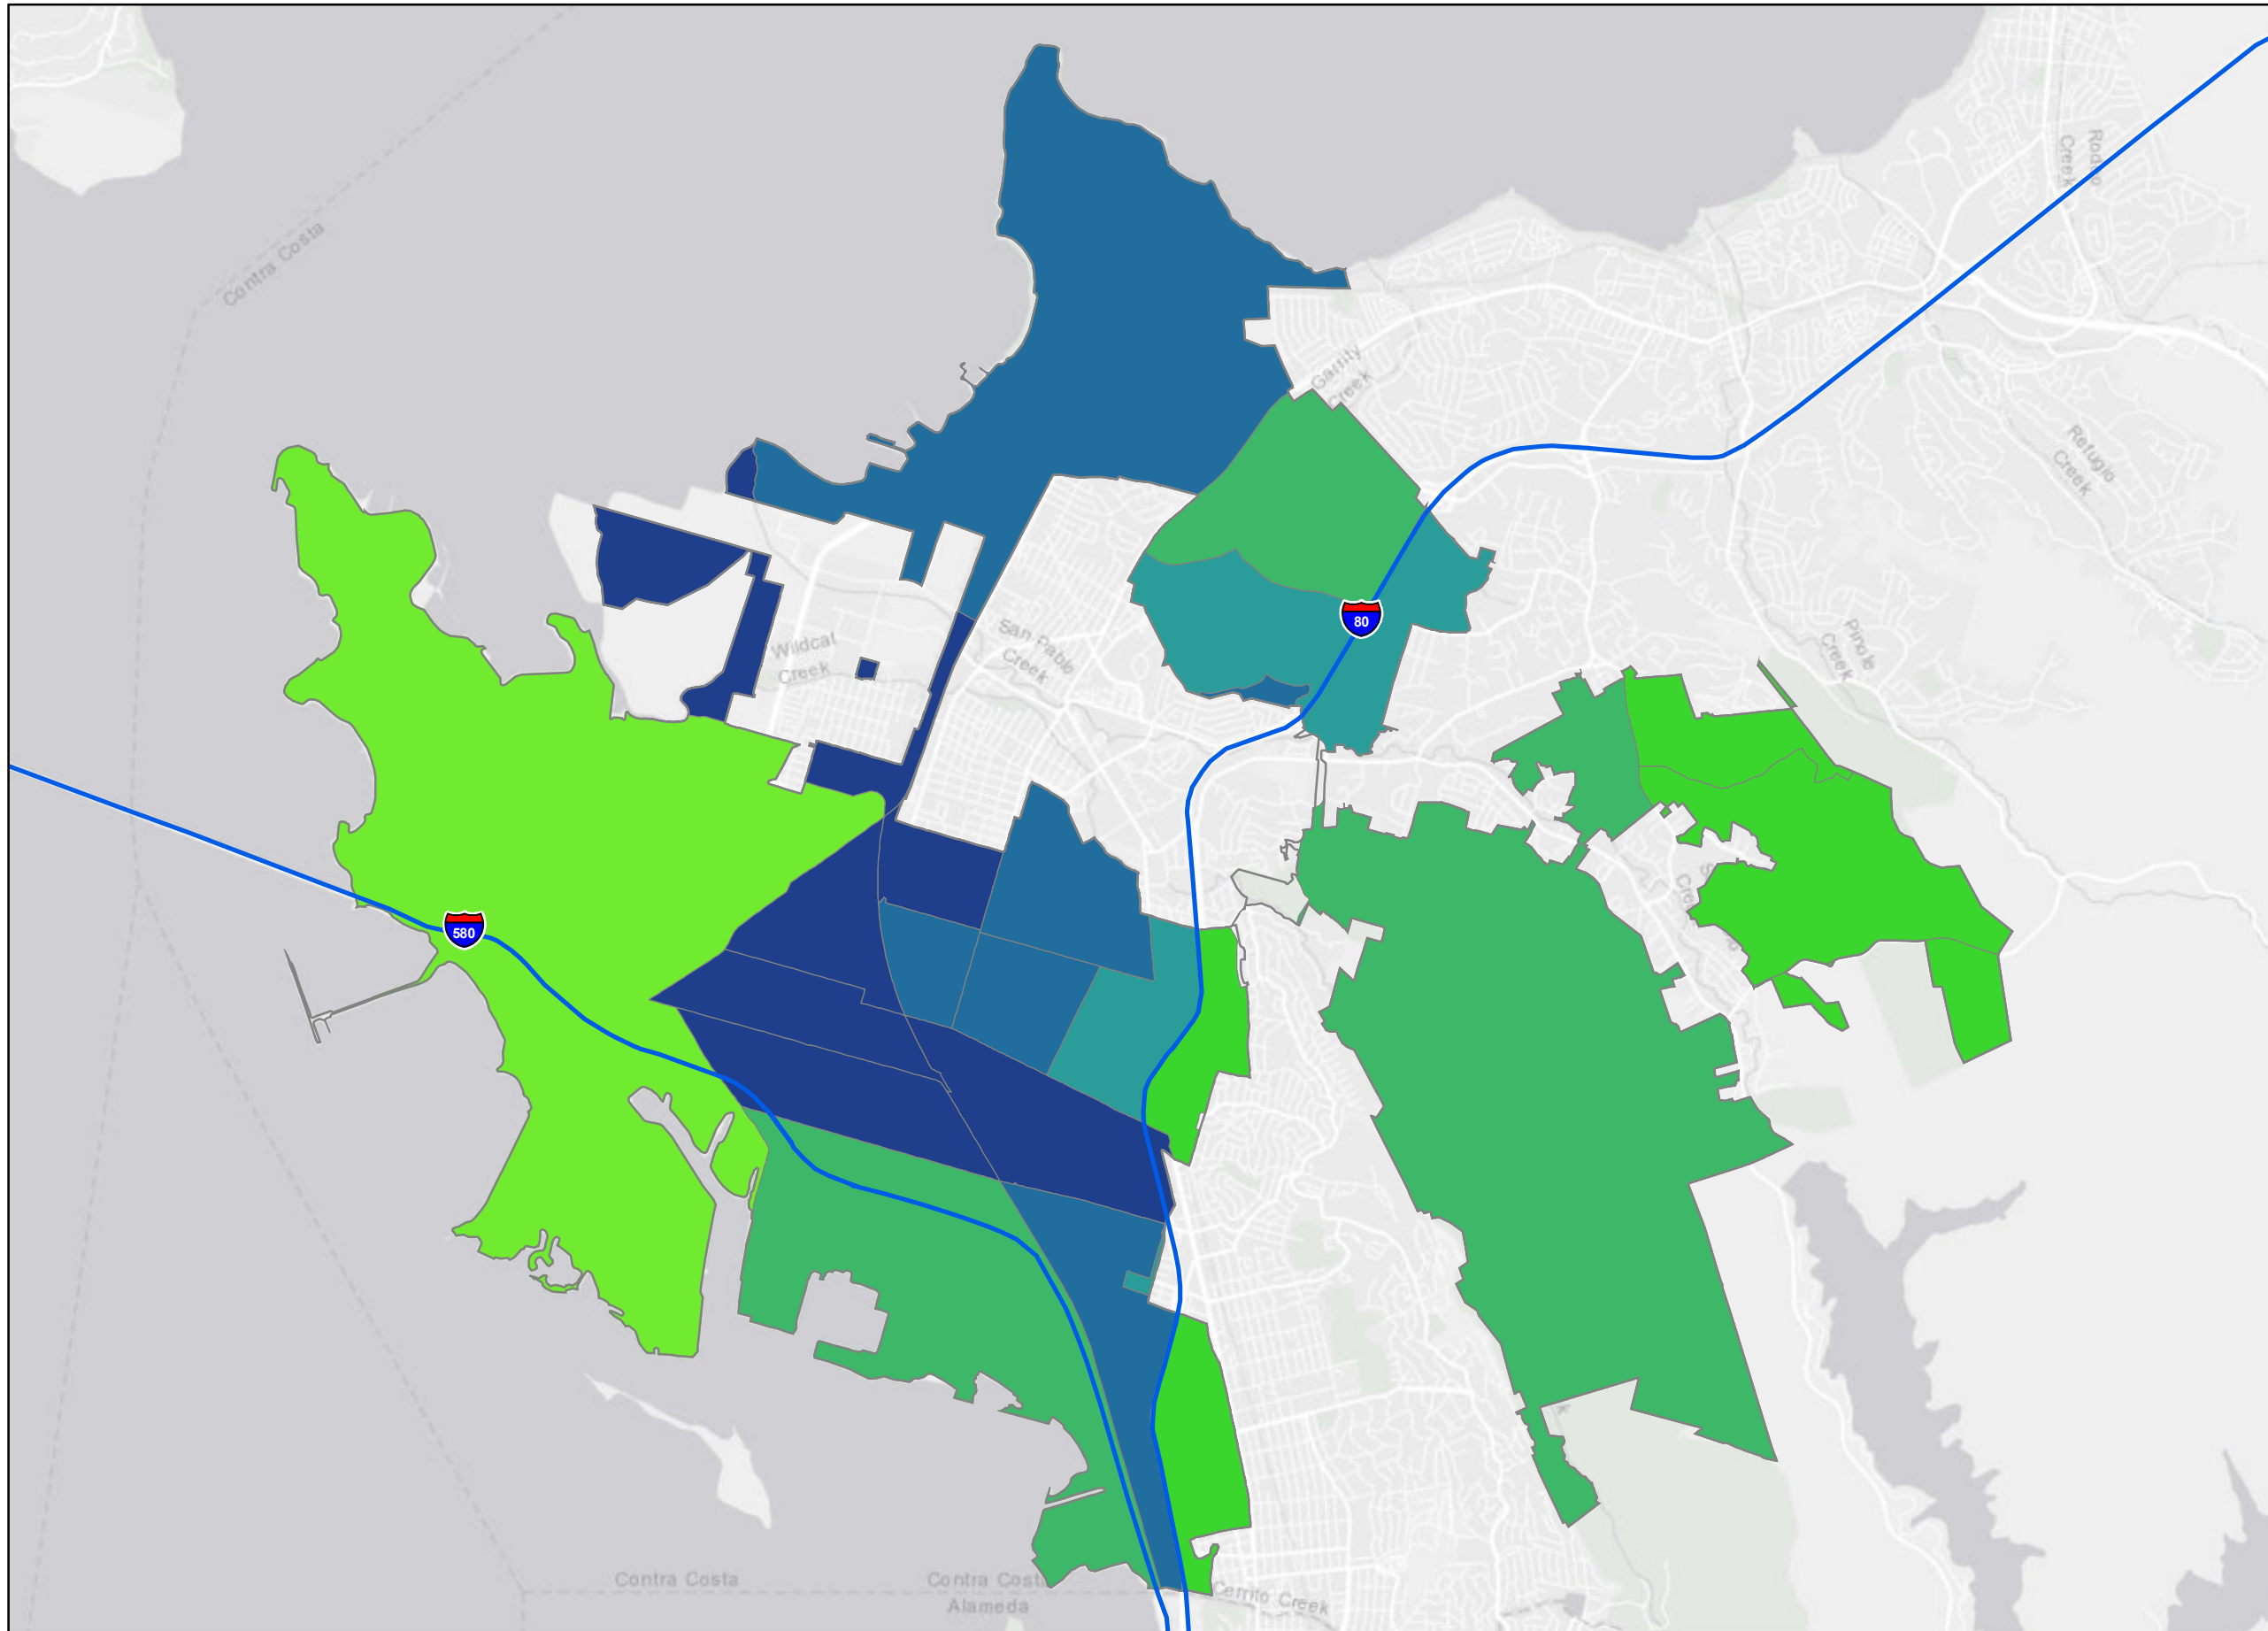 Rodeo
Creek
Contra Costa
Garrity
Creek
Refugio
Creek
80
San Pablo
Creek
Wildcat
Creek
Pinole
Creek
580
Contra Costa
Contra Costa
Alameda
Cerrito Creek